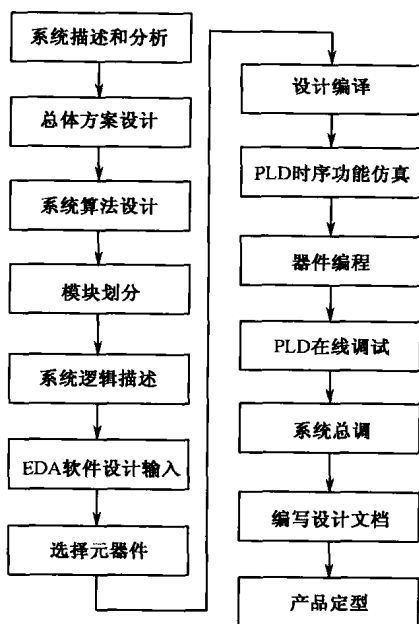 系统描述和分析
总体方案设计
系统算法设计
模块划分
系统逻辑描述
EDA软件设计输入
选择元器件
设计编译
PLD时序功能仿真
器件编程
PLD在线调试
系统总调
编写设计文档
产品定型